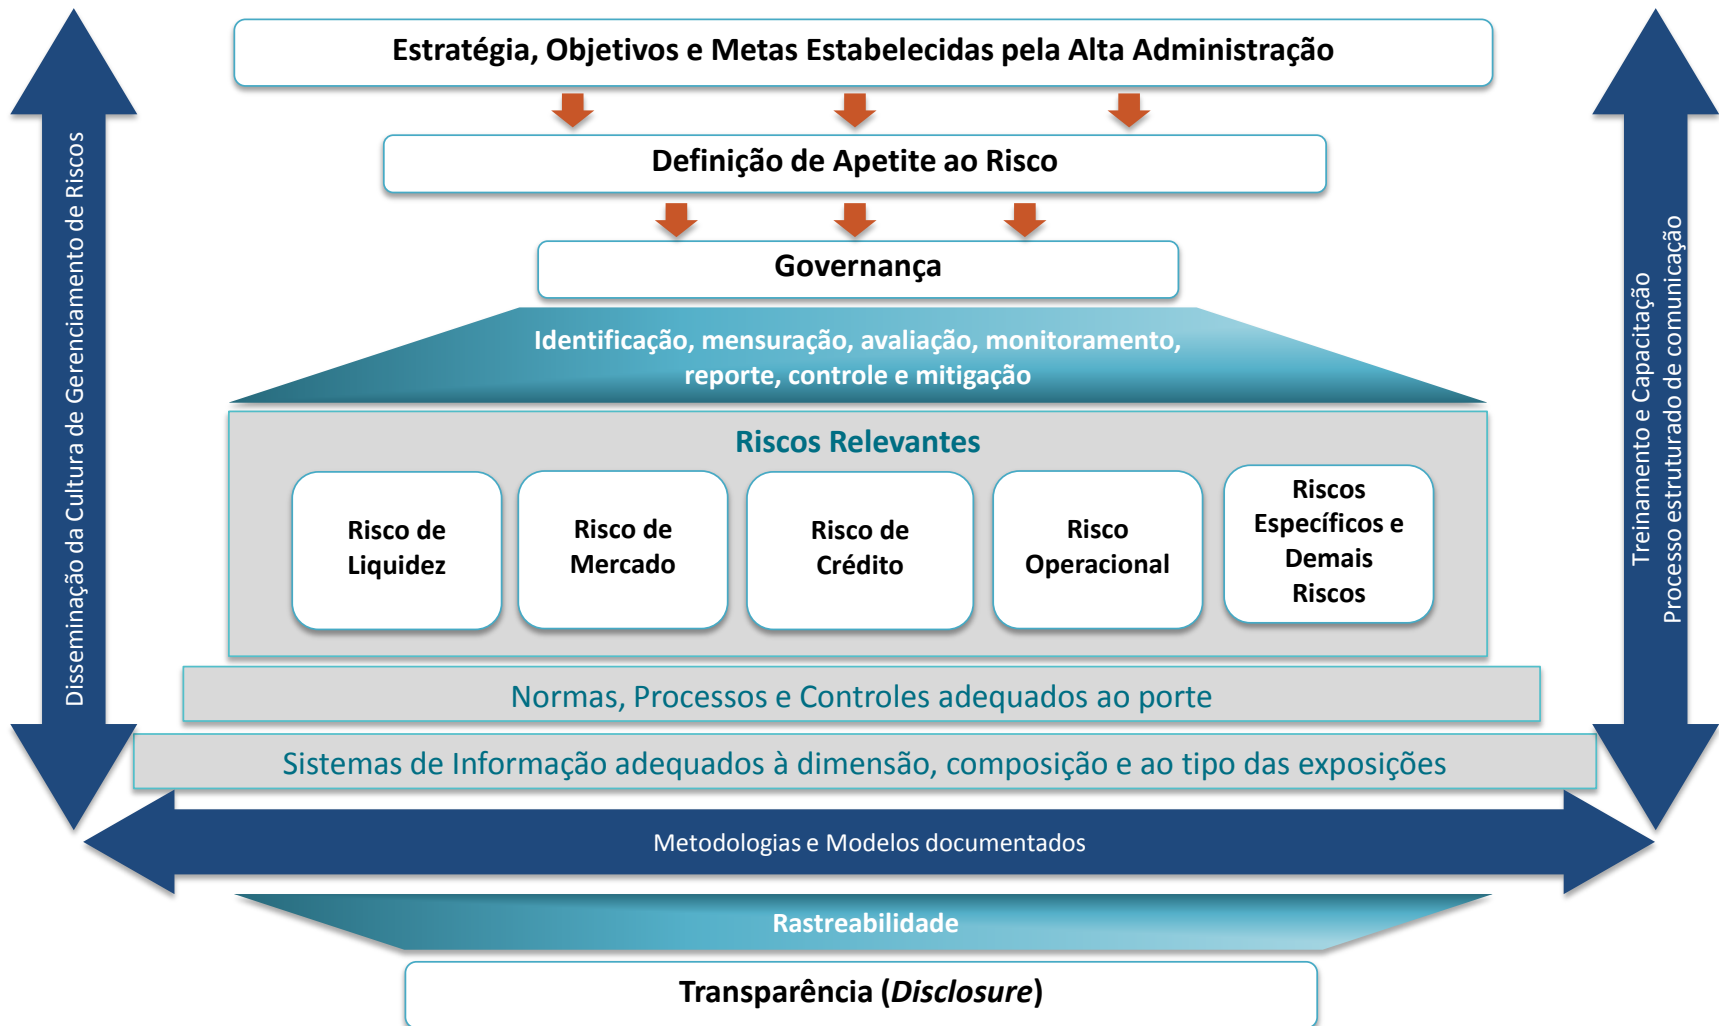 Estratégia, Objetivos e Metas Estabelecidas pela Alta Administração
Definição de Apetite ao Risco
Governança
Identificação, mensuração, avaliação, monitoramento,
reporte, controle e mitigação
Riscos Relevantes
Risco de
Liquidez
Risco de
Mercado
Risco de
Crédito
Risco
Operacional
Riscos
Específicos e
Demais
Riscos
Normas, Processos e Controles adequados ao porte
Sistemas de Informação adequados à dimensão, composição e ao tipo das exposições
Metodologias e Modelos documentados
Rastreabilidade
Transparência (Disclosure)
Disseminação da Cultura de Gerenciamento de Riscos
Treinamento e Capacitação
Processo estruturado de comunicação